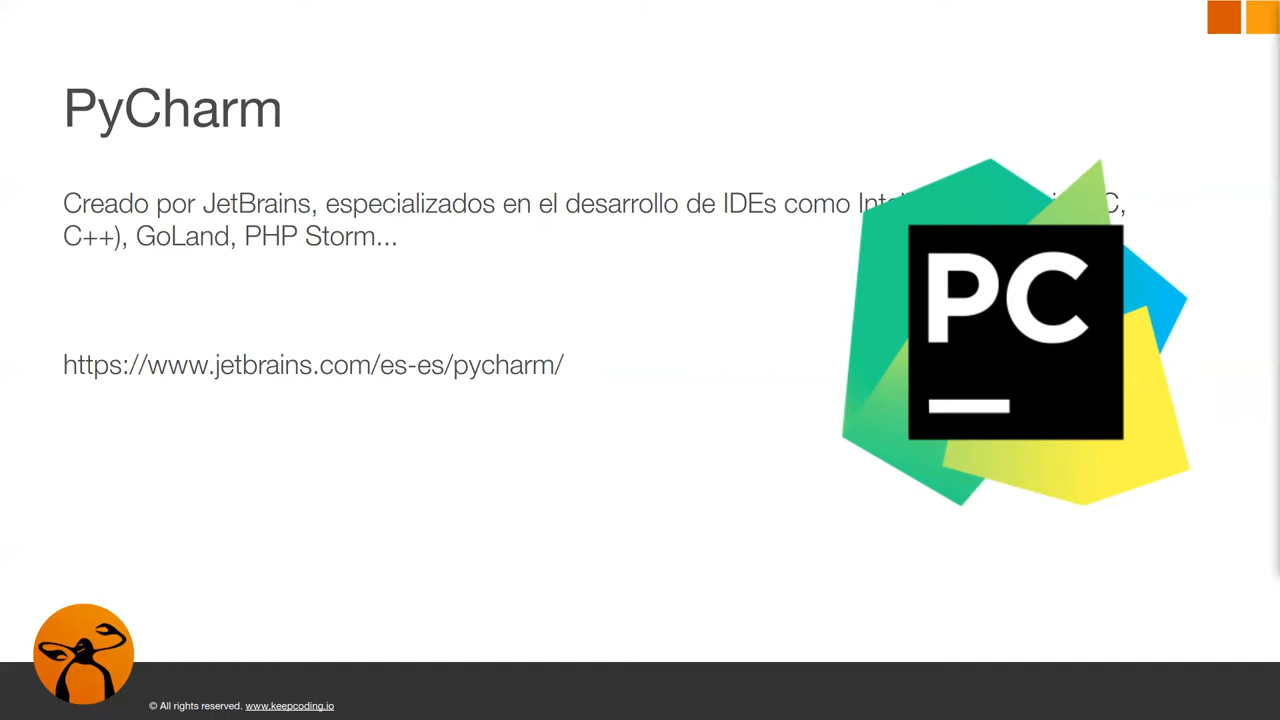 PyCharm
Creado por JetBrains, especializados en el desarrollo de IDEs como C,
C++), GoLand, PHP Storm...
PC
https://www.jetbrains.com/es-es/pycharm/
© All rights reserved. www.keepcoding.io